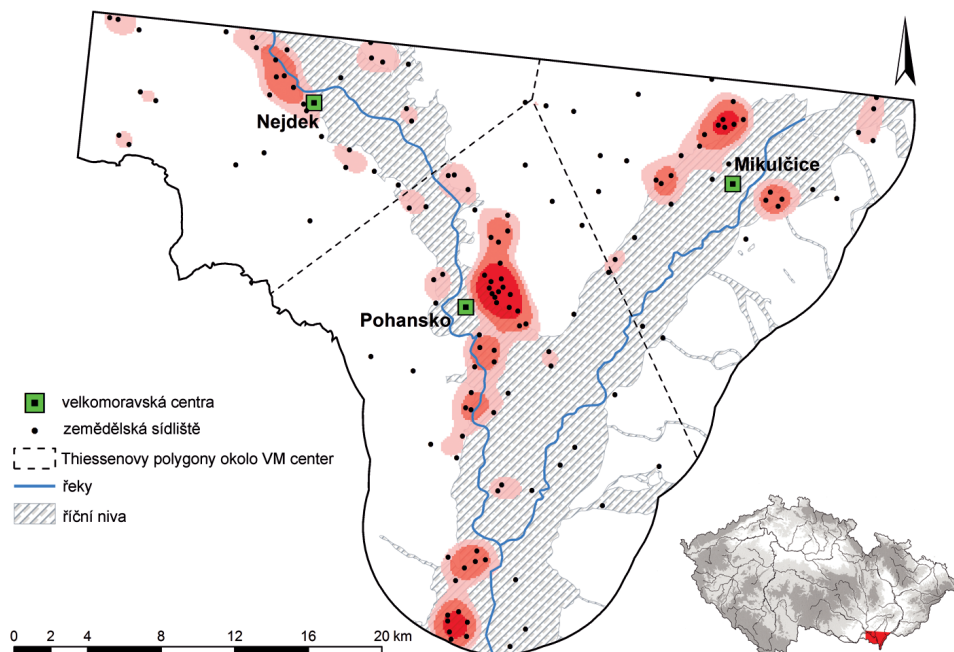 Nejdek
Mikulčice
Pohansko
velkomoravská centra
zemědělská sídliště
Thiessenovy polygony okolo VM center
řeky
říční niva
0 2 4 8 12 16 20 km